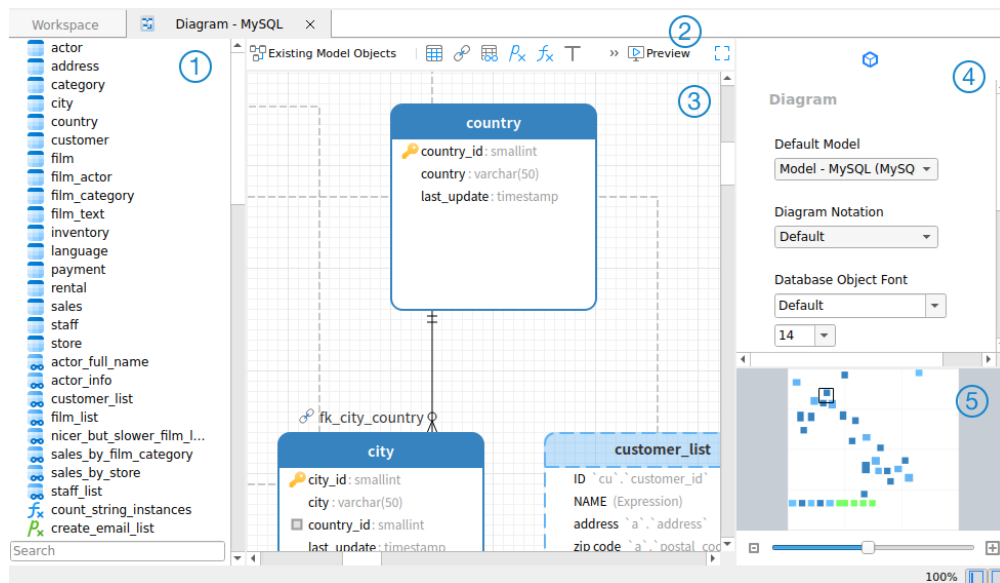 Workspace
Diagram - MySQL
actor
address
category
city
country
customer
film
film_actor
film_category
film_text
inventory
language
payment
rental
sales
staff
store
actor_full_name
actor_info
customer_list
film_list
nicer_but_slower_film_l...
sales_by_film_category
sales_by_store
staff_list
count_string_instances
create_email_list
Search
1
Existing Model Objects
Preview
2
3
country
country_id: smallint
country: varchar(50)
last_update: timestamp
fk_city_country
city
city_id: smallint
city: varchar(50)
country_id: smallint
last_update: timestamp
customer_list
ID `cu`.`customer_id`
NAME (Expression)
address `a`.`address`
zip code `a`.`postal_cod
4
Diagram
Default Model
Model - MySQL (MySQ
Diagram Notation
Default
Database Object Font
Default
14
5
100%